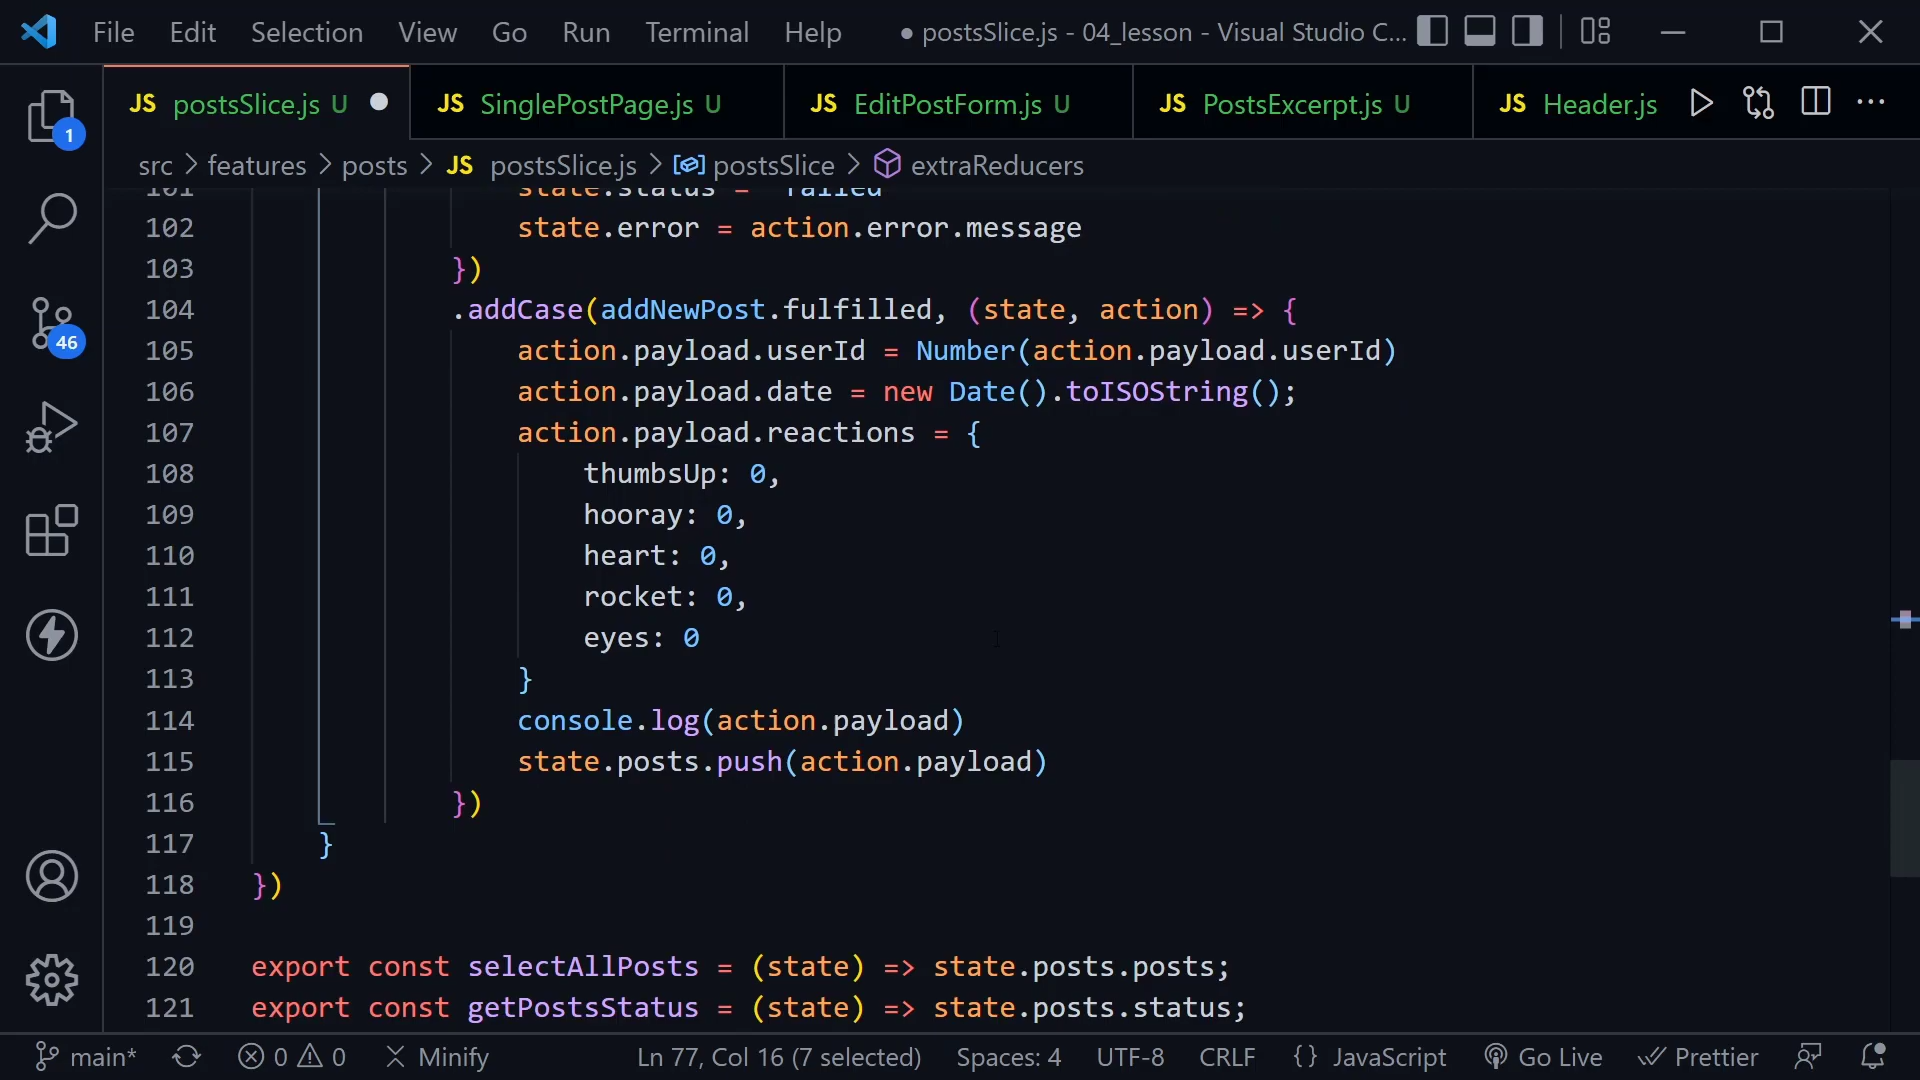 File Edit Selection View Go Run Terminal Help ● postsSlice.js - 04_lesson - Visual Studio C...
JS postsSlice.js U ● JS SinglePostPage.js U JS EditPostForm.js U JS PostsExcerpt.js U JS Header.js ...
src > features > posts > JS postsSlice.js > postsSlice > extraReducers
101 state.status = 'failed'
102 state.error = action.error.message
103 })
104 .addCase(addNewPost.fulfilled, (state, action) => {
105 action.payload.userId = Number(action.payload.userId)
106 action.payload.date = new Date().toISOString();
107 action.payload.reactions = {
108 thumbsUp: 0,
109 hooray: 0,
110 heart: 0,
111 rocket: 0,
112 eyes: 0
113 }
114 console.log(action.payload)
115 state.posts.push(action.payload)
116 })
117 }
118 })
119
120 export const selectAllPosts = (state) => state.posts.posts;
121 export const getPostsStatus = (state) => state.posts.status;
1
46
main* 0 0 Minify Ln 77, Col 16 (7 selected) Spaces: 4 UTF-8 CRLF {} JavaScript Go Live Prettier